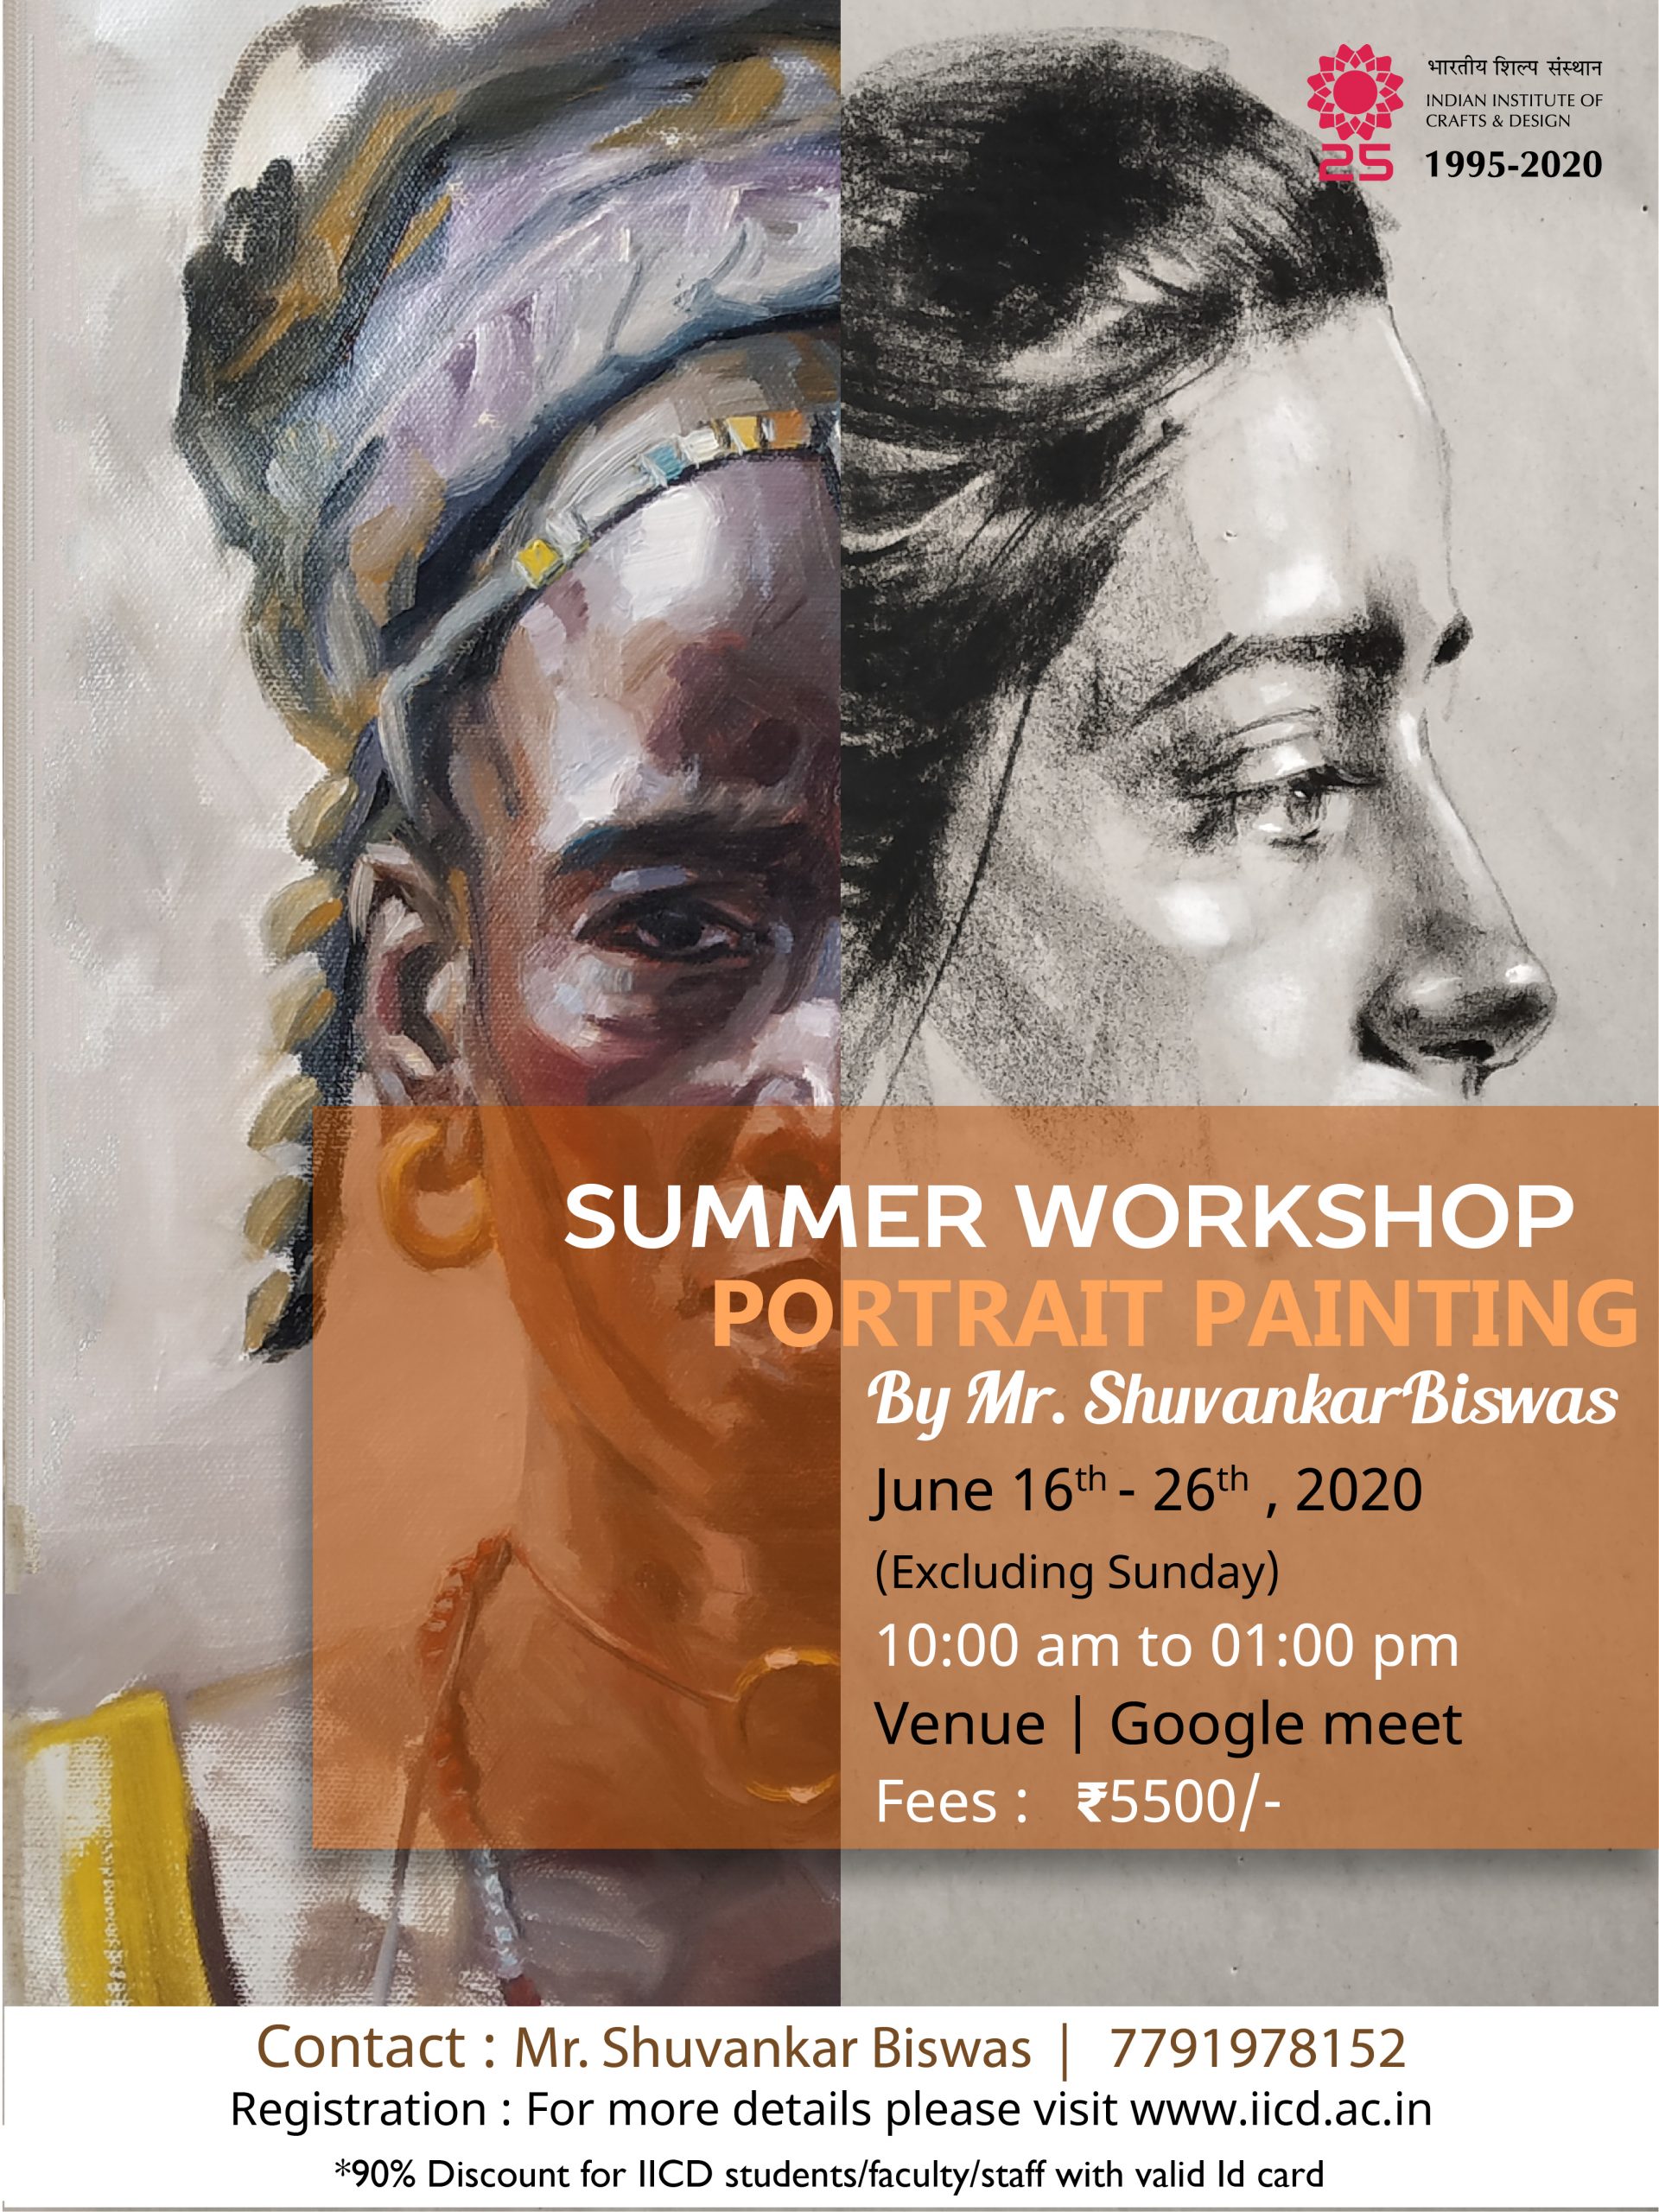 भारतीय शिल्प संस्थान
INDIAN INSTITUTE OF
CRAFTS & DESIGN
25 1995-2020
SUMMER WORKSHOP
PORTRAIT PAINTING
By Mr. Shuvankar Biswas
June 16th - 26th , 2020
(Excluding Sunday)
10:00 am to 01:00 pm
Venue | Google meet
Fees : ₹5500/-
Contact : Mr. Shuvankar Biswas | 7791978152
Registration : For more details please visit www.iicd.ac.in
*90% Discount for IICD students/faculty/staff with valid Id card